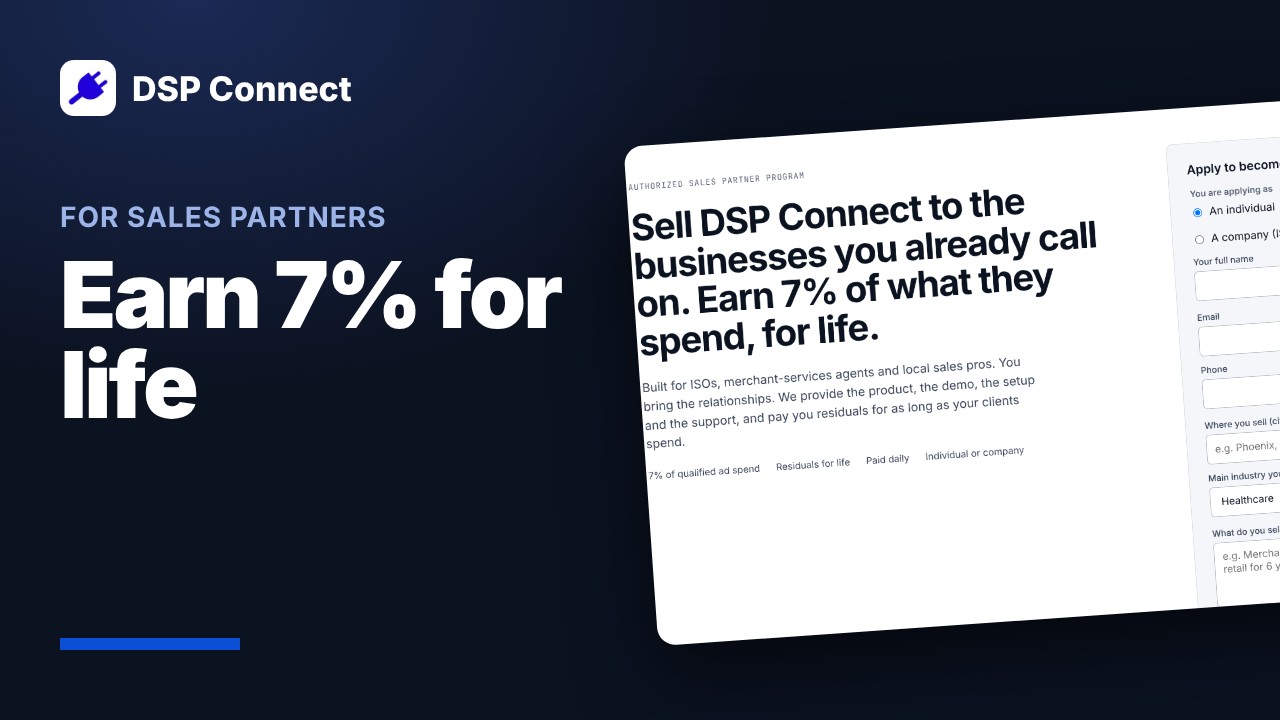 DSP Connect
FOR SALES PARTNERS
Earn 7% for
life
AUTHORIZED SALES PARTNER PROGRAM
Sell DSP Connect to the
businesses you already call
on. Earn 7% of what they
spend, for life.
Built for ISOs, merchant-services agents and local sales pros. You
bring the relationships. We provide the product, the demo, the setup
and the support, and pay you residuals for as long as your clients
spend.
7% of qualified ad spend Residuals for life Paid daily Individual or company
Apply to
You are applying as
An individual
A company
Your full name
Email
Phone
Where you sell
e.g. Phoenix,
Main industry
Healthcare
What do you
e.g.
retail for 6